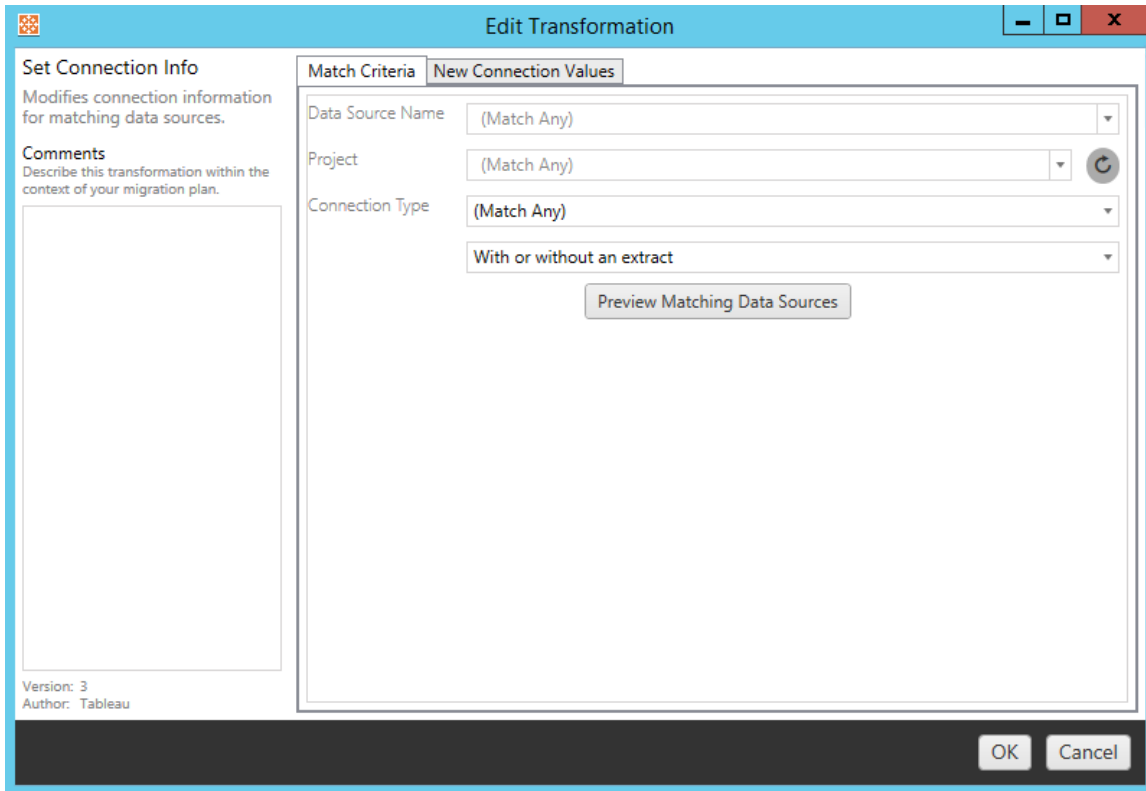 Edit Transformation
Set Connection Info
Modifies connection information
for matching data sources.
Comments
Describe this transformation within the
context of your migration plan.
Version: 3
Author: Tableau
Match Criteria
New Connection Values
Data Source Name
(Match Any)
Project
(Match Any)
Connection Type
(Match Any)
With or without an extract
Preview Matching Data Sources
OK
Cancel